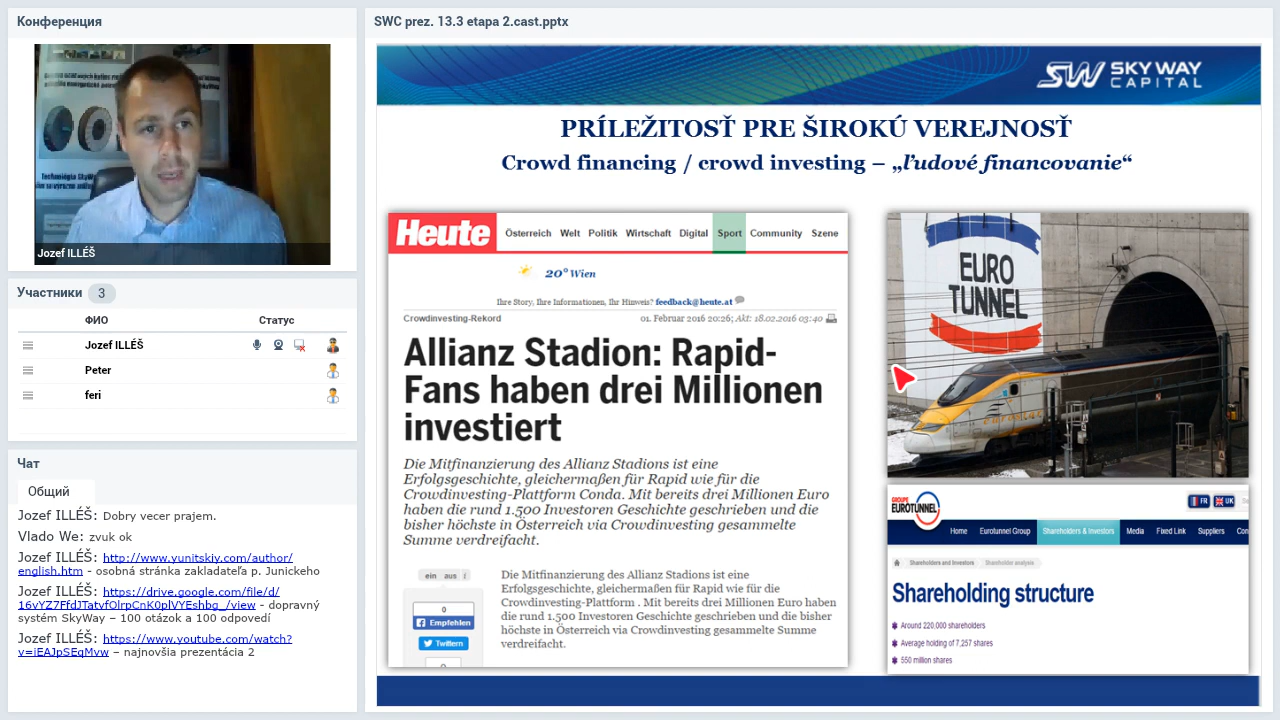 Конференция
Jozef ILLÉŠ
Участники 3
ФИО Статус
Jozef ILLÉŠ
Peter
feri
Чат
Общий
Jozef ILLÉŠ: Dobry vecer prajem.
Vlado We: zvuk ok
Jozef ILLÉŠ: http://www.yunitskiy.com/author/
english.htm - osobná stránka zakladateľa p. Junickeho
Jozef ILLÉŠ: https://drive.google.com/file/d/
16vYZ7FfdJTatvfOlrpCnK0plVYEshbg_/view - dopravný
systém SkyWay – 100 otázok a 100 odpovedí
Jozef ILLÉŠ: https://www.youtube.com/watch?
v=iEAJpSEqMvw – najnovšia prezentácia 2
SWC prez. 13.3 etapa 2.cast.pptx
SW SKY WAY
CAPITAL
PRÍLEŽITOSŤ PRE ŠIROKÚ VEREJNOSŤ
Crowd financing / crowd investing – „ľudové financovanie“
Heute Österreich Welt Politik Wirtschaft Digital Sport Community Szene
20° Wien
Ihre Story, Ihre Informationen, Ihr Hinweis? feedback@heute.at
Crowdinvesting-Rekord 01. Februar 2016 20:26; Akt: 18.02.2016 03:40
Allianz Stadion: Rapid-
Fans haben drei Millionen
investiert
Die Mitfinanzierung des Allianz Stadions ist eine
Erfolgsgeschichte, gleichermaßen für Rapid wie für die
Crowdinvesting-Plattform Conda. Mit bereits drei Millionen Euro
haben die rund 1.500 Investoren Geschichte geschrieben und die
bisher höchste in Österreich via Crowdinvesting gesammelte
Summe verdreifacht.
ein aus
0
Empfehlen
Twittern
0
Die Mitfinanzierung des Allianz Stadions ist eine
Erfolgsgeschichte, gleichermaßen für Rapid wie für die
Crowdinvesting-Plattform . Mit bereits drei Millionen Euro haben
die rund 1.500 Investoren Geschichte geschrieben und die bisher
höchste in Österreich via Crowdinvesting gesammelte Summe
verdreifacht.
EURO
TUNNEL
GROUPE
EUROTUNNEL
FR UK
Home Eurotunnel Group Shareholders & Investors Media Fixed Link Suppliers Con
Shareholders and Investors Shareholder analysis
Shareholding structure
Around 220,000 shareholders
Average holding of 7,257 shares
550 million shares